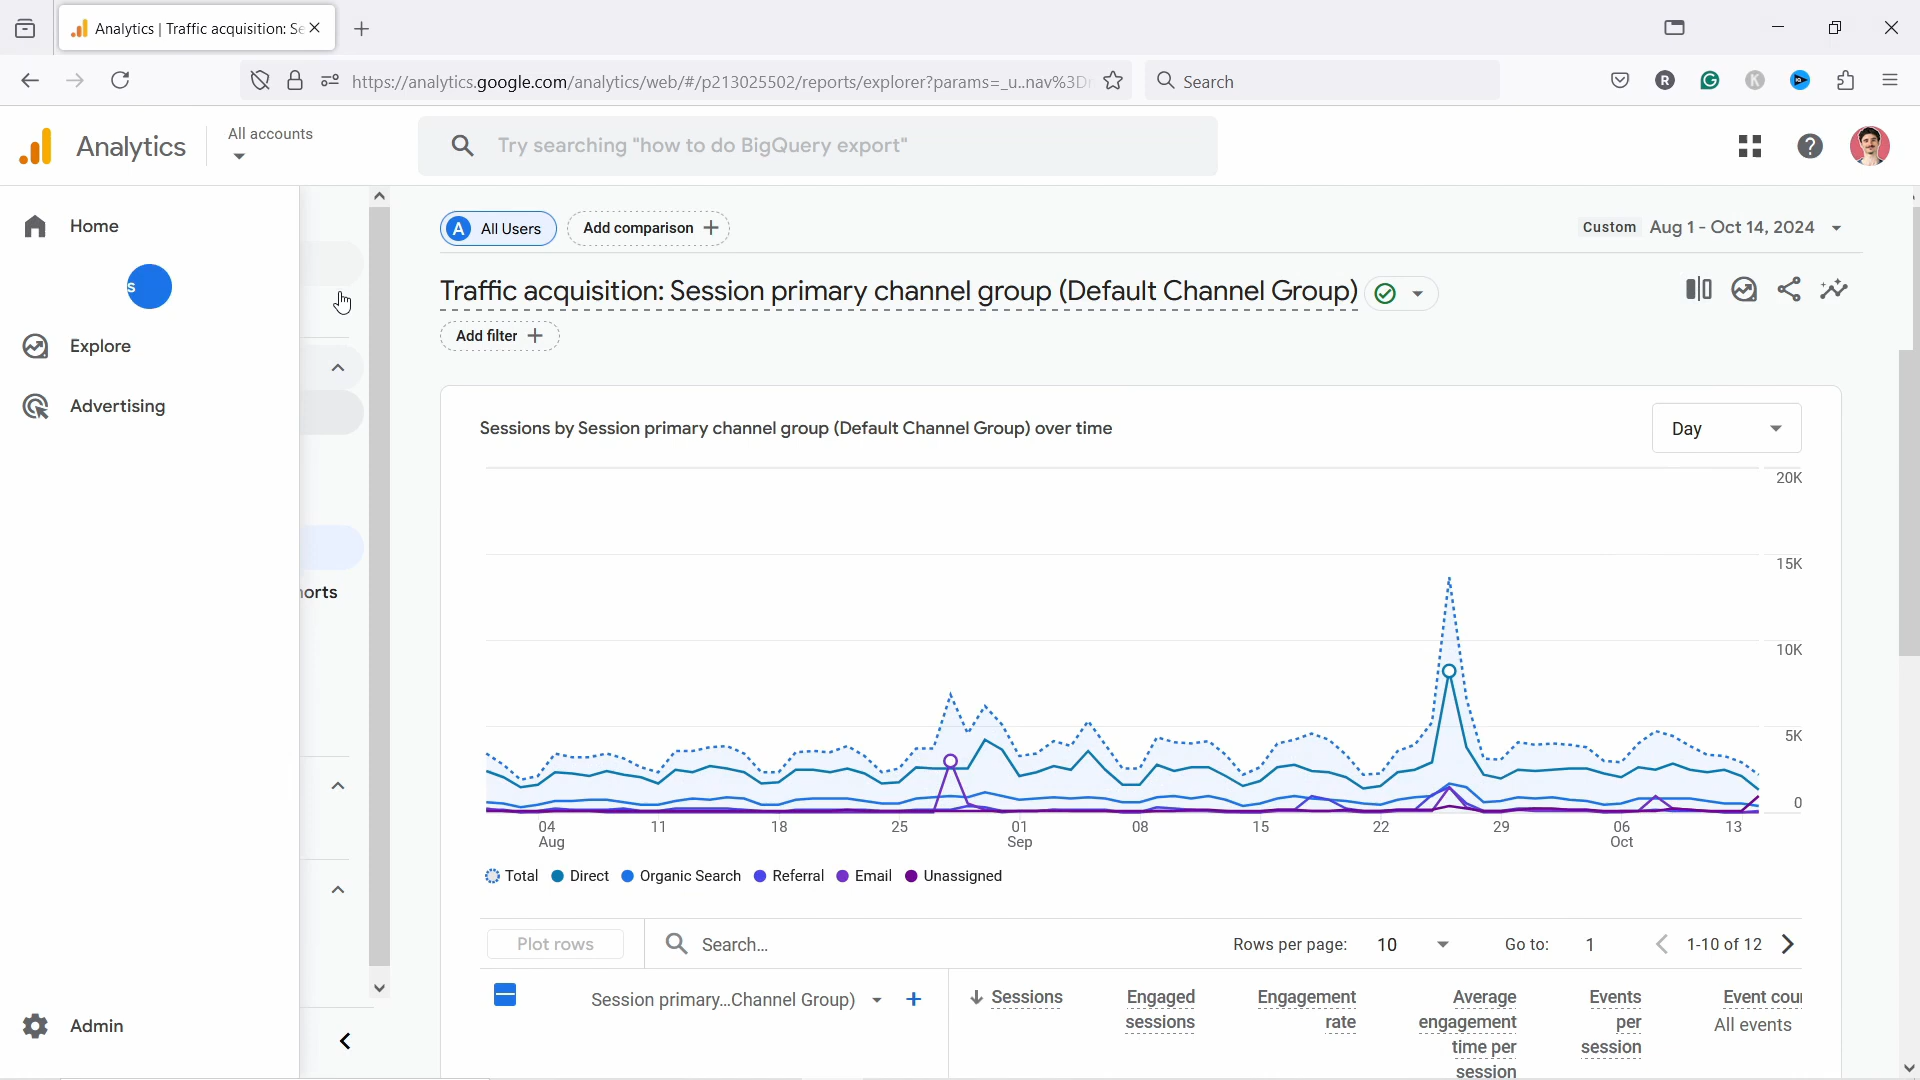 Analytics | Traffic acquisition: Se
https://analytics.google.com/analytics/web/#/p213025502/reports/explorer?params=_u..nav%3D
Search
R
K
Analytics
All accounts
Try searching "how to do BigQuery export"
Home
s
Explore
Advertising
horts
Admin
A All Users
Add comparison +
Custom Aug 1 - Oct 14, 2024
Traffic acquisition: Session primary channel group (Default Channel Group)
Add filter +
Sessions by Session primary channel group (Default Channel Group) over time
Day
20K
15K
10K
5K
0
04 11 18 25 01 08 15 22 29 06 13
Aug Sep Oct
Total Direct Organic Search Referral Email Unassigned
Plot rows
Search...
Rows per page: 10
Go to: 1
1-10 of 12
Session primary...Channel Group)
Sessions
Engaged
sessions
Engagement
rate
Average
engagement
time per
session
Events
per
session
Event cou
All events